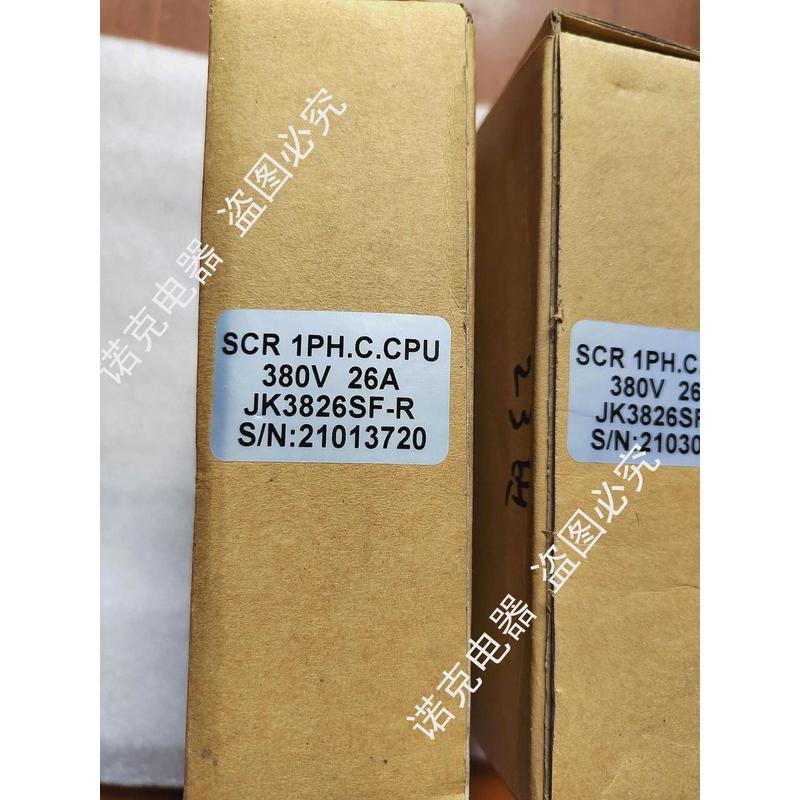 SCR 1PH.C.CPU
380V 26A
JK3826SF-R
S/N:21013720
SCR 1PH.C
380V 26
JK3826SF
S/N:2103
诺克电器 盗图必究
诺克电器 盗图必究